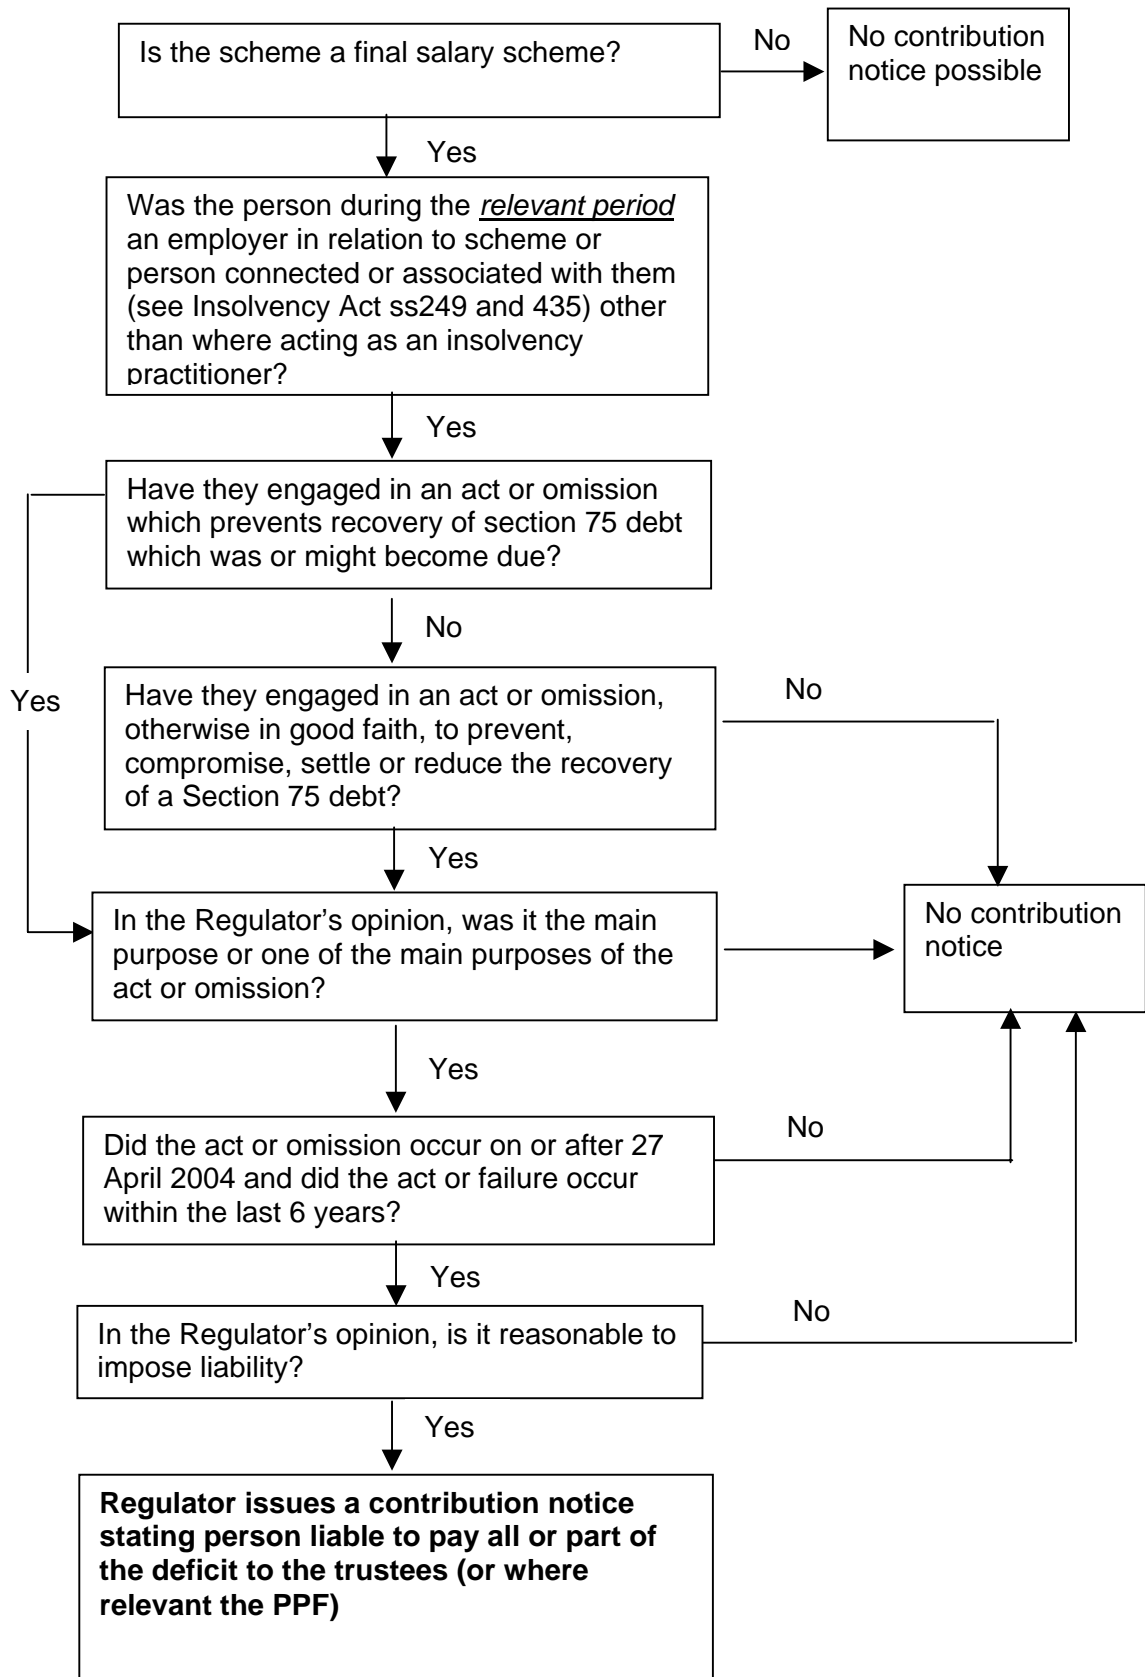 Is the scheme a final salary scheme?
No
No contribution
notice possible
Yes
Was the person during the relevant period
an employer in relation to scheme or
person connected or associated with them
(see Insolvency Act ss249 and 435) other
than where acting as an insolvency
practitioner?
Yes
Have they engaged in an act or omission
which prevents recovery of section 75 debt
which was or might become due?
No
Yes
Have they engaged in an act or omission,
otherwise in good faith, to prevent,
compromise, settle or reduce the recovery
of a Section 75 debt?
No
Yes
In the Regulator’s opinion, was it the main
purpose or one of the main purposes of the
act or omission?
No contribution
notice
Yes
Did the act or omission occur on or after 27
April 2004 and did the act or failure occur
within the last 6 years?
No
Yes
In the Regulator’s opinion, is it reasonable to
impose liability?
No
Yes
Regulator issues a contribution notice
stating person liable to pay all or part of
the deficit to the trustees (or where
relevant the PPF)